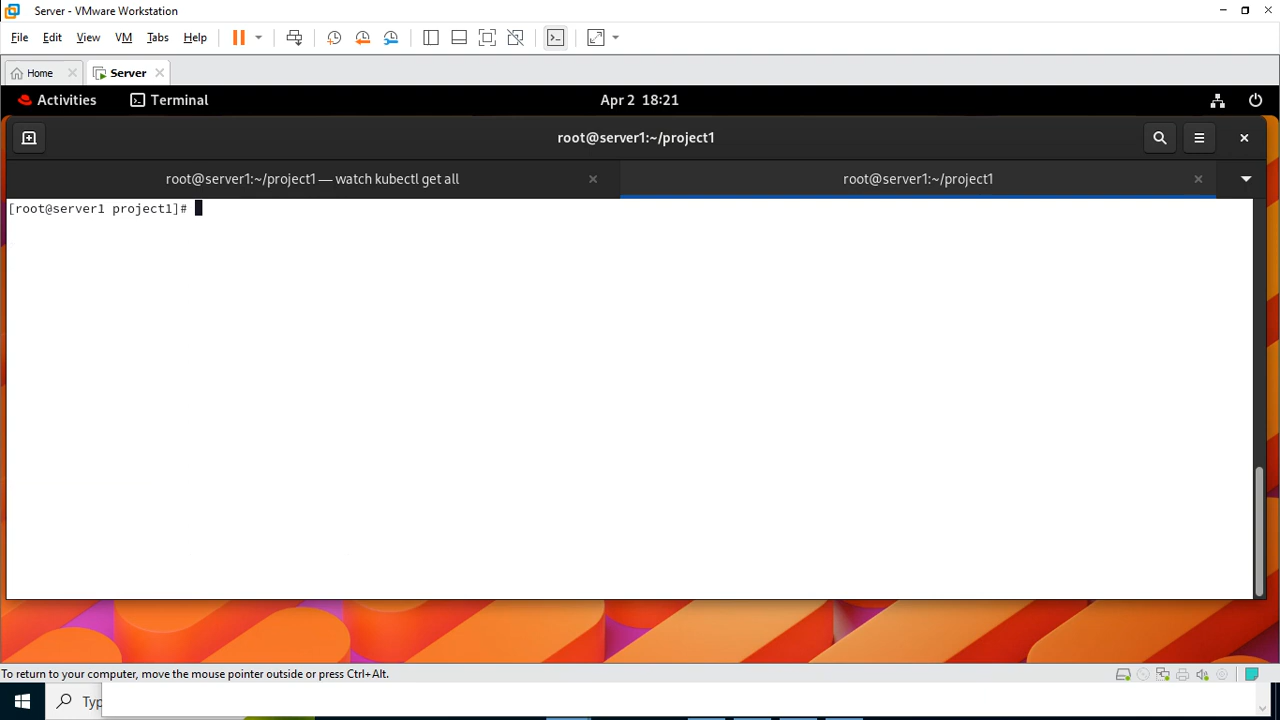 Server - VMware Workstation
File Edit View VM Tabs Help
Home Server
Activities Terminal Apr 2 18:21
root@server1:~/project1
root@server1:~/project1 — watch kubectl get all root@server1:~/project1
[root@server1 project1]#
To return to your computer, move the mouse pointer outside or press Ctrl+Alt.
Typ